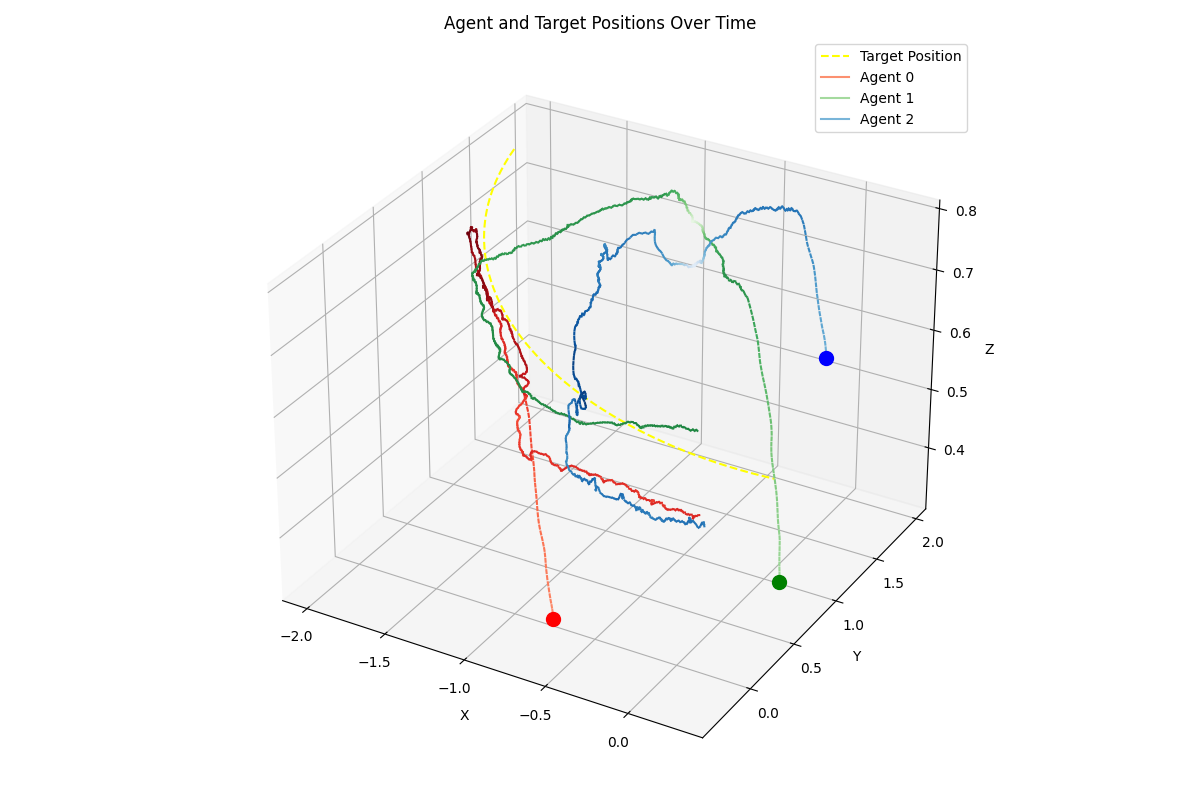 Agent and Target Positions Over Time
Target Position
Agent 0
Agent 1
Agent 2
0.8
0.7
0.6
0.5
0.4
Z
2.0
1.5
1.0
0.5
0.0
Y
−2.0
−1.5
−1.0
−0.5
0.0
X